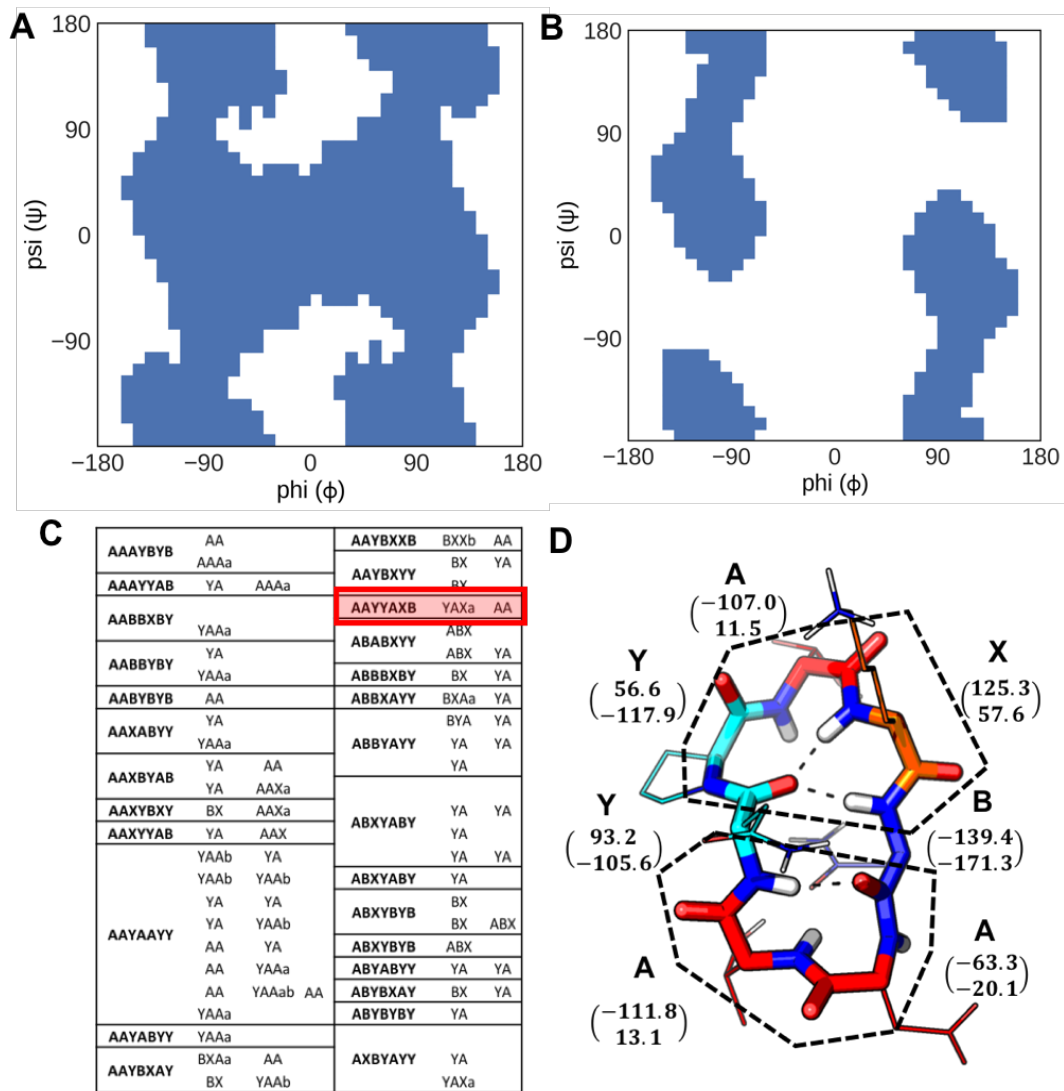 A
180
90
0
−90
−180
−90
0
90
180
psi (ψ)
phi (ϕ)
B
180
90
0
−90
−180
−90
0
90
180
psi (ψ)
phi (ϕ)
C
AAAYBYB AA
AAAa
AAAYYAB YA AAAa
AABBXBY YAAa
AABBYBY YA
YAAa
AABYBYB AA
AAXABYY YA
YAAa
AAXBYAB YA AA
YA AAXa
AAXYBXY BX AAXa
AAXYYAB YA AAX
AAYAAYY YAAb YA
YAAb YAAb
YA YA
YA YAAb
AA YA
AA YAAa
AA YAAab AA
YAAa
AAYABYY YAAa
AAYBXAY BXAa AA
BX YAAb
AAYBXXB BXXb AA
AAYBXYY BX YA
BX
AAYYAXB YAXa AA
ABABXYY ABX
ABX YA
ABBBXBY BX YA
ABBXAYY BXAa YA
ABBYAYY BYA YA
YA YA
YA
ABXYABY YA YA
YA
YA YA
ABXYABY YA
ABXYBYB BX
BX ABX
ABXYBYB ABX
ABYABYY YA YA
ABYBXAY BX YA
ABYBYBY YA
AXBYAYY YA
YAXa
D
A
−107.0
11.5
Y
56.6
−117.9
X
125.3
57.6
Y
93.2
−105.6
B
−139.4
−171.3
A
−111.8
13.1
A
−63.3
−20.1